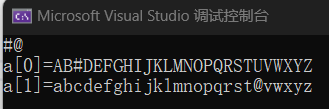 Microsoft Visual Studio 调试控制台
#@
a[0]=AB#DEFGHIJKLMNOPQRSTUVWXYZ
a[1]=abcdefghijklmnopqrst@vwxyz